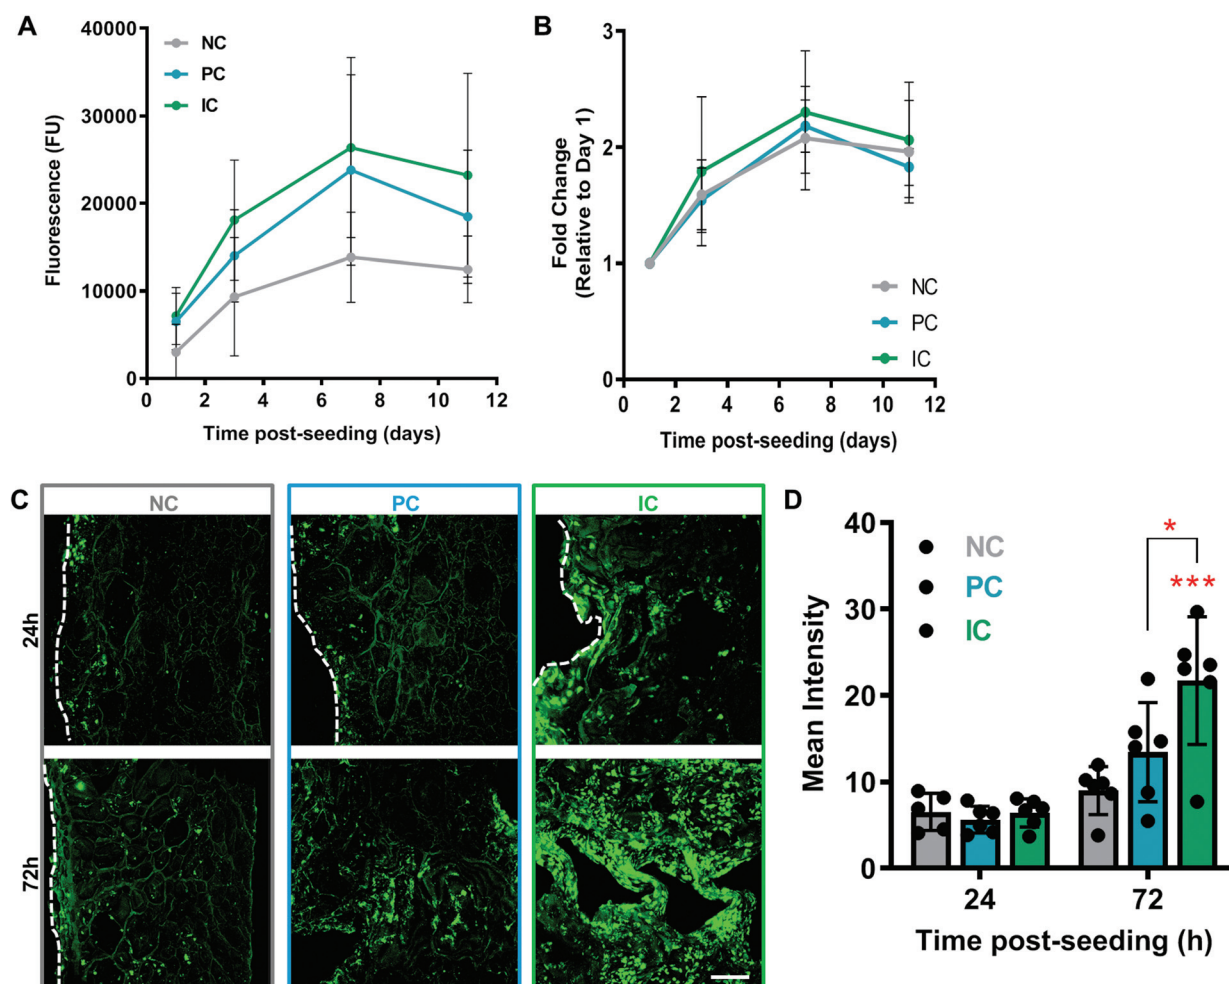 A
40000
30000
20000
10000
0
Fluorescence (FU)
NC
PC
IC
0 2 4 6 8 10 12
Time post-seeding (days)
B
3
2
1
0
Fold Change
(Relative to Day 1)
NC
PC
IC
0 2 4 6 8 10 12
Time post-seeding (days)
C
NC PC IC
24h
72h
D
40
30
20
10
0
Mean Intensity
NC
PC
IC
*
***
24 72
Time post-seeding (h)